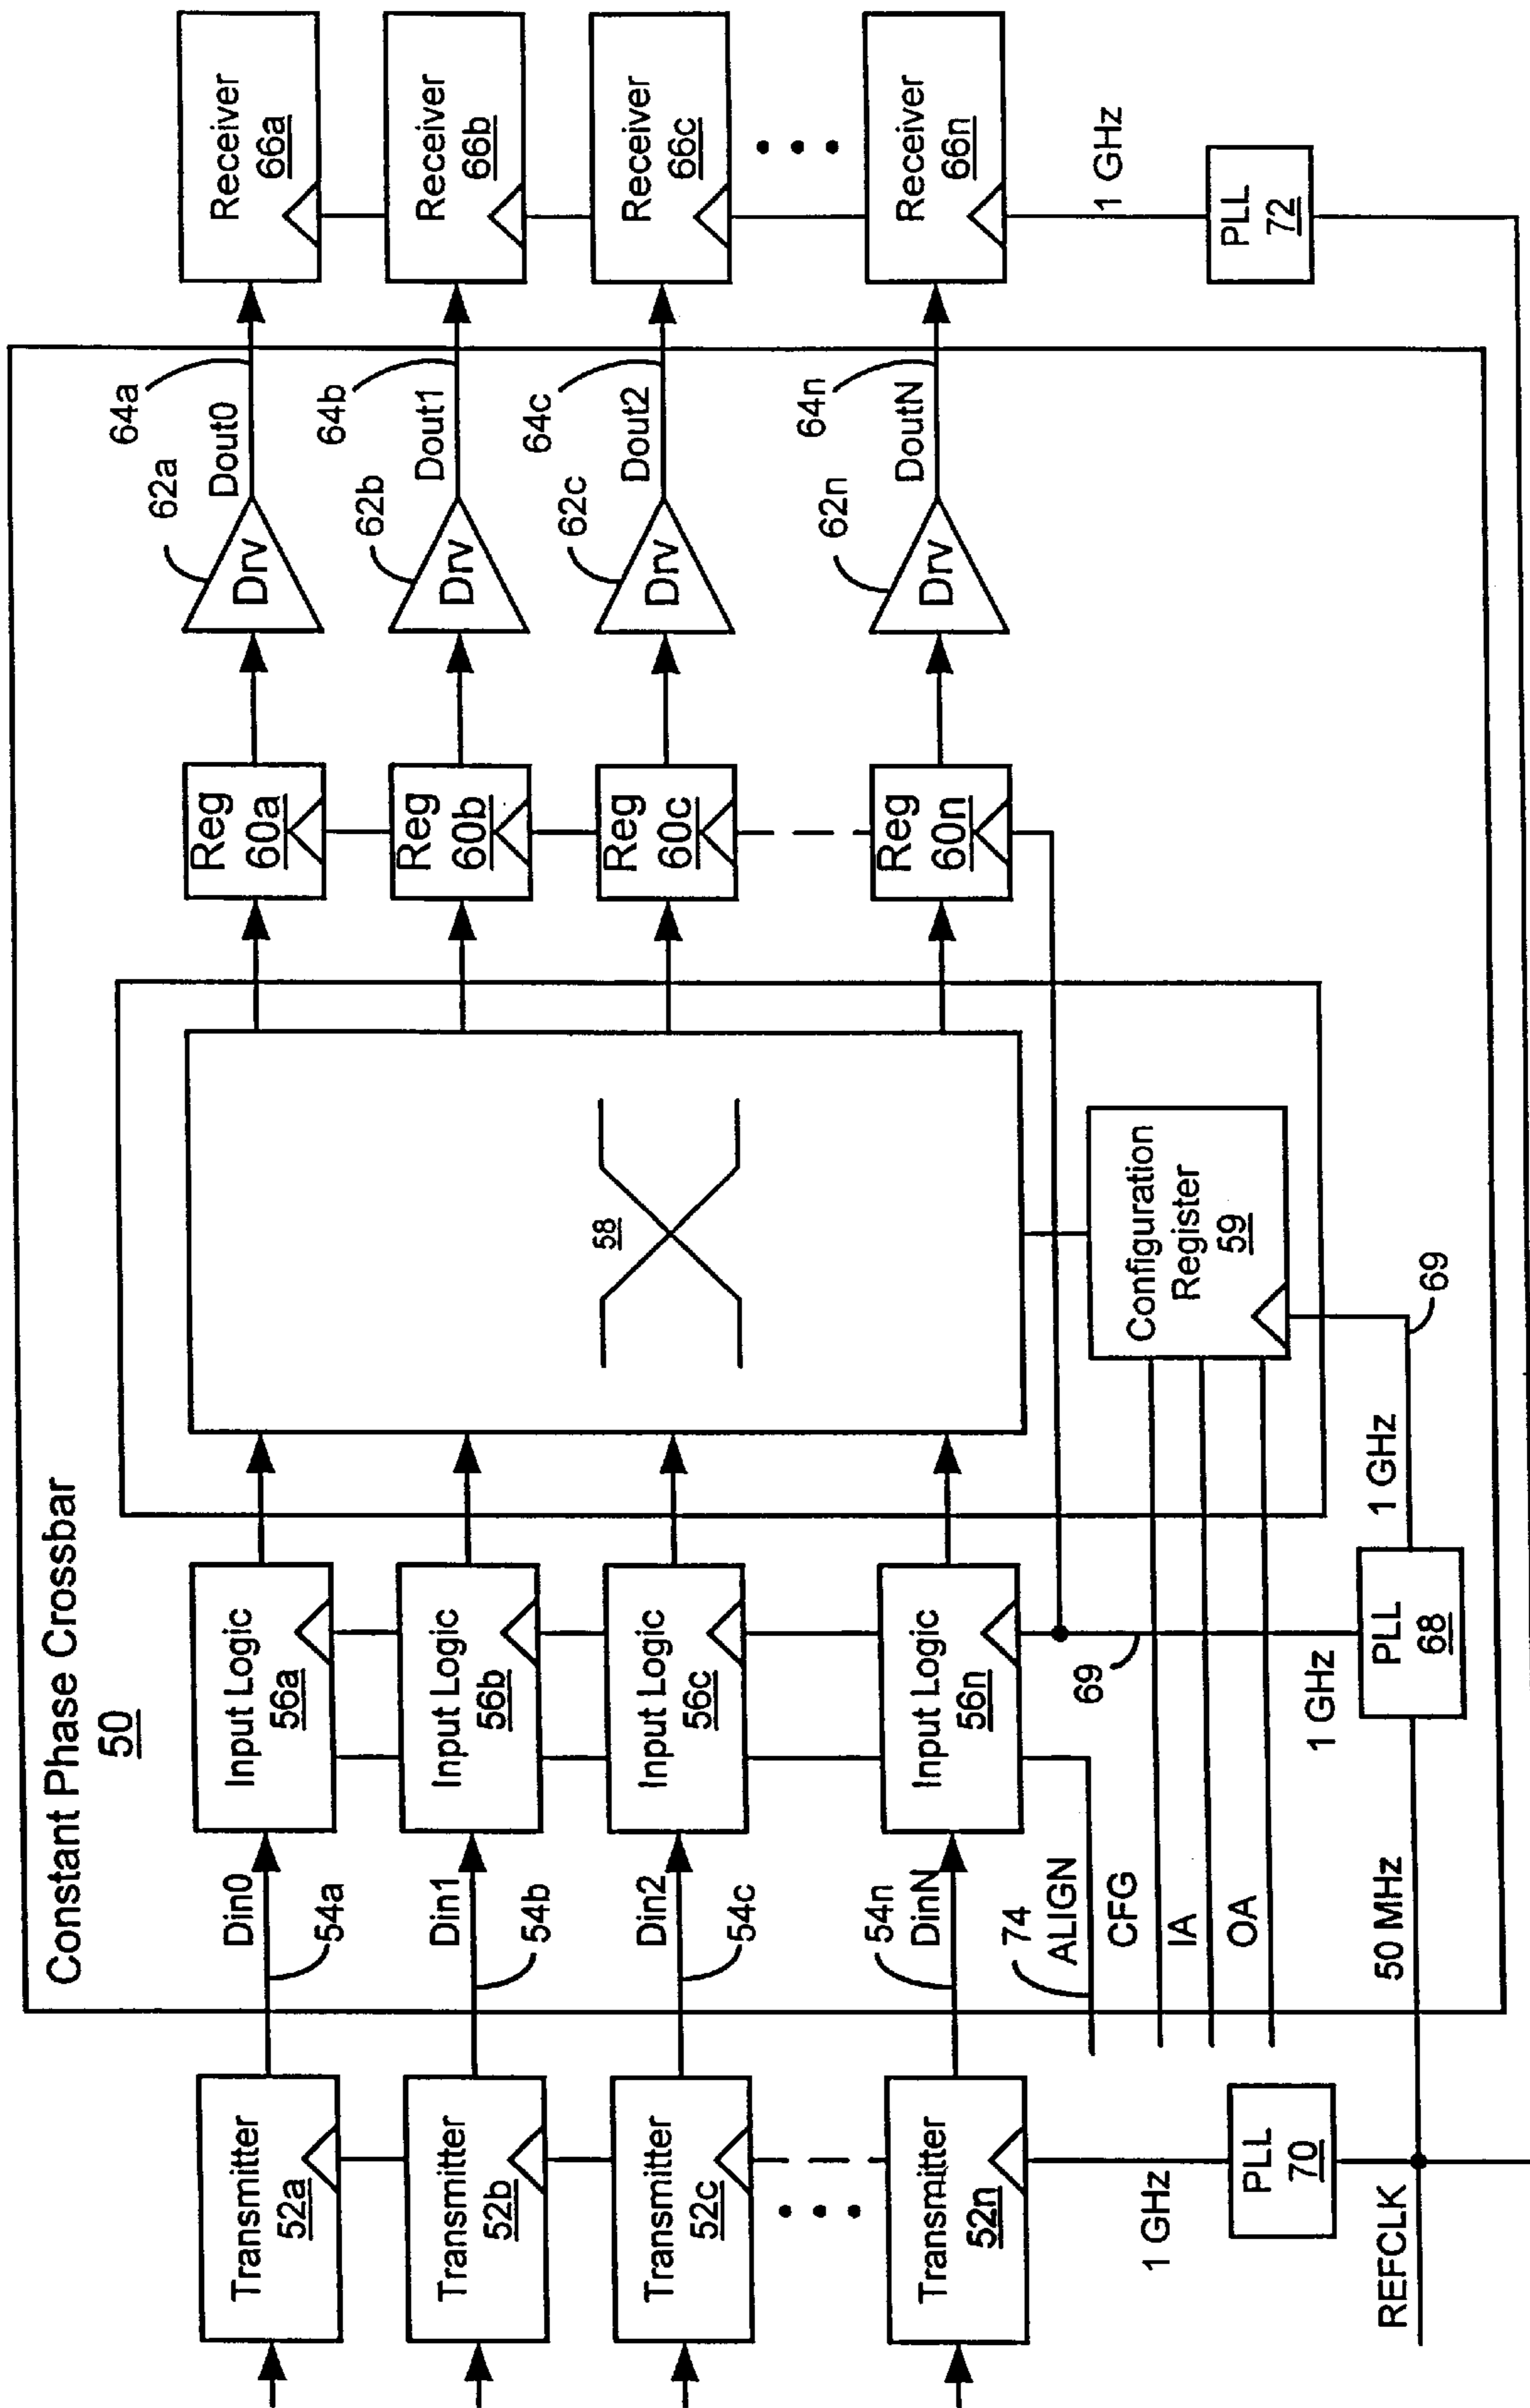 Constant Phase Crossbar
50
Transmitter
52a
Din0
54a
Input Logic
56a
Reg
60a
62a
Drv
Dout0
64a
Receiver
66a
Transmitter
52b
Din1
54b
Input Logic
56b
Reg
60b
62b
Drv
Dout1
64b
Receiver
66b
Transmitter
52c
Din2
54c
Input Logic
56c
58
Reg
60c
62c
Drv
Dout2
64c
Receiver
66c
Transmitter
52n
54n
DinN
Input Logic
56n
Reg
60n
62n
Drv
DoutN
64n
Receiver
66n
74
ALIGN
CFG
IA
OA
69
Configuration
Register
59
1 GHz
PLL
70
REFCLK
50 MHz
1 GHz
PLL
68
1 GHz
69
1 GHz
PLL
72